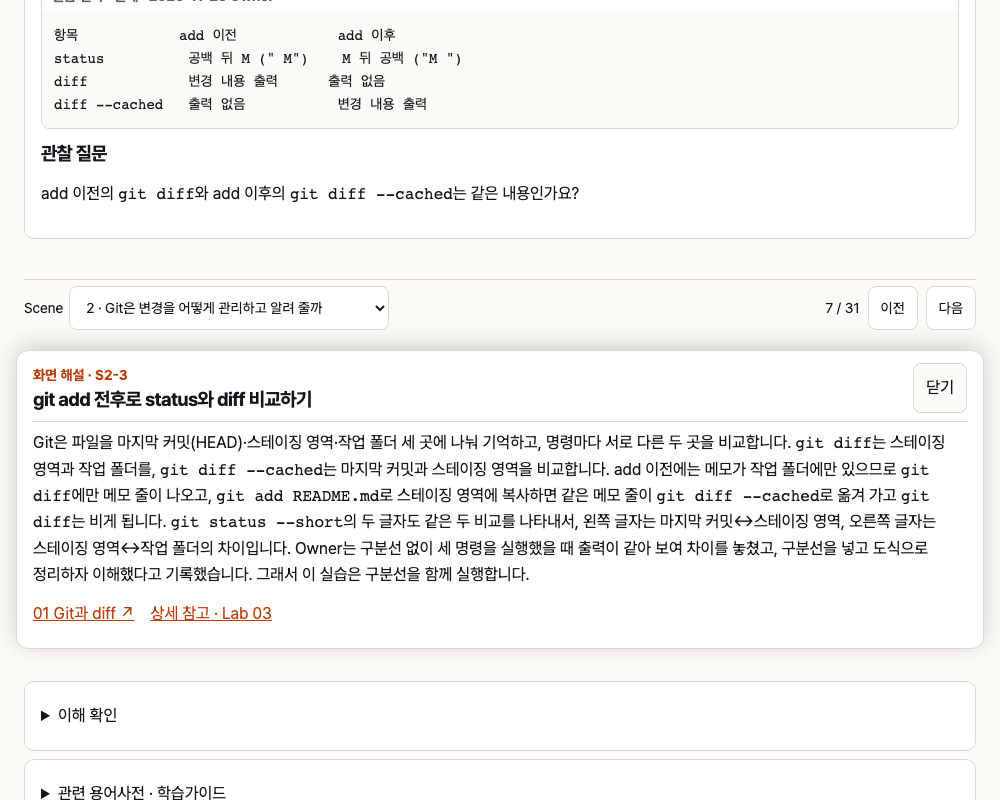 항목 add 이전 add 이후
status 공백 뒤 M (" M") M 뒤 공백 ("M ")
diff 변경 내용 출력 출력 없음
diff --cached 출력 없음 변경 내용 출력
관찰 질문
add 이전의 git diff와 add 이후의 git diff --cached는 같은 내용인가요?
Scene 2 · Git은 변경을 어떻게 관리하고 알려 줄까 7 / 31 이전 다음
화면 해설 · S2-3
git add 전후로 status와 diff 비교하기
닫기
Git은 파일을 마지막 커밋(HEAD)·스테이징 영역·작업 폴더 세 곳에 나눠 기억하고, 명령마다 서로 다른 두 곳을 비교합니다. git diff는 스테이징
영역과 작업 폴더를, git diff --cached는 마지막 커밋과 스테이징 영역을 비교합니다. add 이전에는 메모가 작업 폴더에만 있으므로 git
diff에만 메모 줄이 나오고, git add README.md로 스테이징 영역에 복사하면 같은 메모 줄이 git diff --cached로 옮겨 가고 git
diff는 비게 됩니다. git status --short의 두 글자도 같은 두 비교를 나타내서, 왼쪽 글자는 마지막 커밋↔스테이징 영역, 오른쪽 글자는
스테이징 영역↔작업 폴더의 차이입니다. Owner는 구분선 없이 세 명령을 실행했을 때 출력이 같아 보여 차이를 놓쳤고, 구분선을 넣고 도식으로
정리하자 이해했다고 기록했습니다. 그래서 이 실습은 구분선을 함께 실행합니다.
01 Git과 diff ↗ 상세 참고 · Lab 03
▶ 이해 확인
▶ 관련 용어사전 · 학습가이드